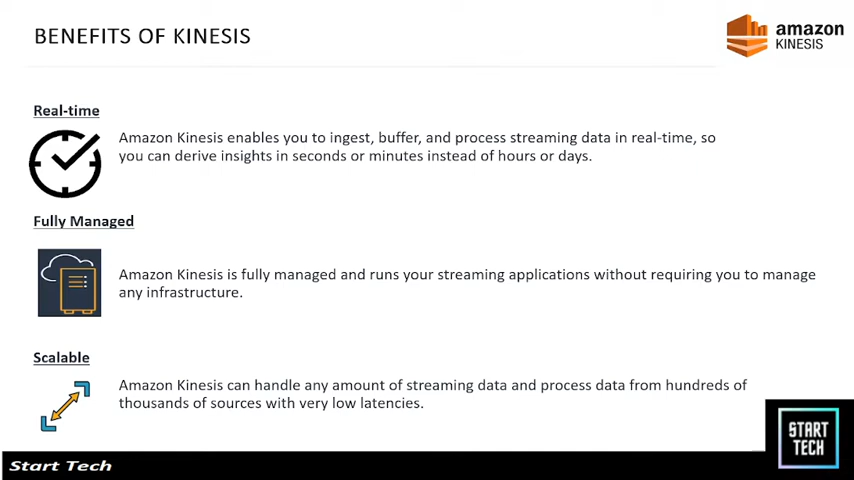 BENEFITS OF KINESIS
amazon
KINESIS
Real-time
Amazon Kinesis enables you to ingest, buffer, and process streaming data in real-time, so
you can derive insights in seconds or minutes instead of hours or days.
Fully Managed
Amazon Kinesis is fully managed and runs your streaming applications without requiring you to manage
any infrastructure.
Scalable
Amazon Kinesis can handle any amount of streaming data and process data from hundreds of
thousands of sources with very low latencies.
START
TECH
Start Tech